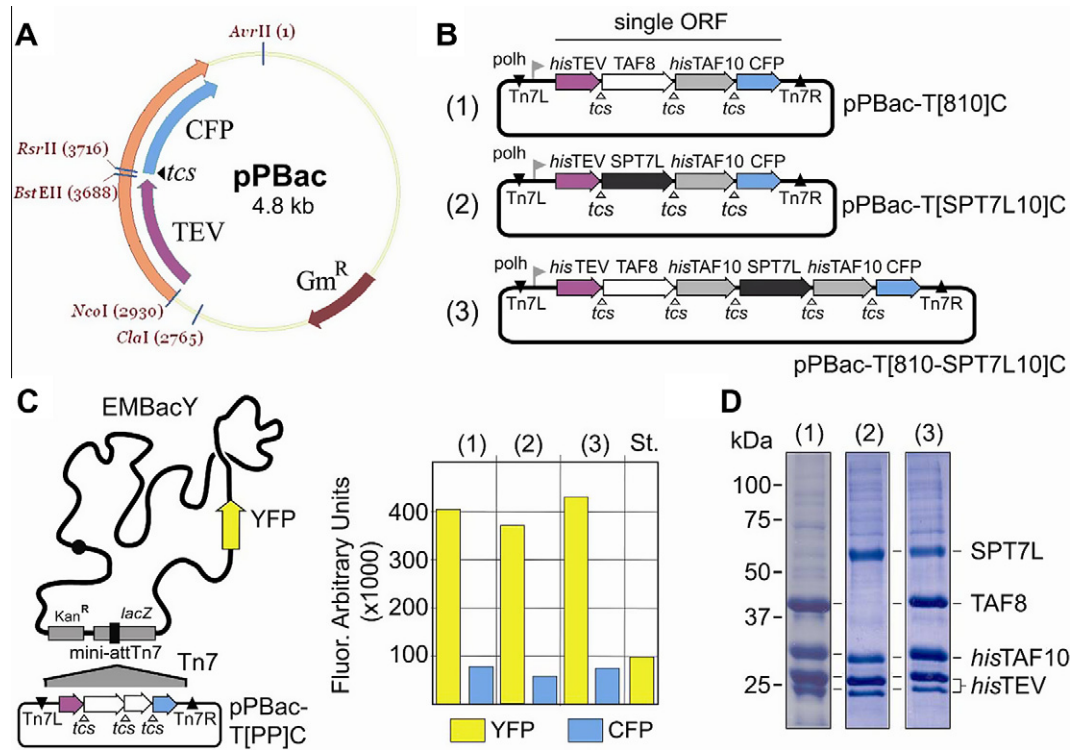 A
AvrII (1)
CFP
RsrII (3716)
tcs
BstEII (3688)
pPBac
4.8 kb
TEV
GmR
NcoI (2930)
ClaI (2765)
B
single ORF
polh
hisTEV TAF8 hisTAF10 CFP
(1)
Tn7L
tcs tcs tcs
Tn7R
pPBac-T[810]C
polh
hisTEV SPT7L hisTAF10 CFP
(2)
Tn7L
tcs tcs tcs
Tn7R
pPBac-T[SPT7L10]C
polh
hisTEV TAF8 hisTAF10 SPT7L hisTAF10 CFP
(3)
Tn7L
tcs tcs tcs tcs tcs
Tn7R
pPBac-T[810-SPT7L10]C
C
EMBacY
YFP
KanR
lacZ
mini-attTn7
Tn7
Tn7L
tcs tcs tcs
Tn7R
pPBac-
T[PP]C
(1) (2) (3) St.
Fluor. Arbitrary Units
(x1000)
400
300
200
100
YFP CFP
D
kDa (1) (2) (3)
100
75
50
37
25
SPT7L
TAF8
hisTAF10
hisTEV